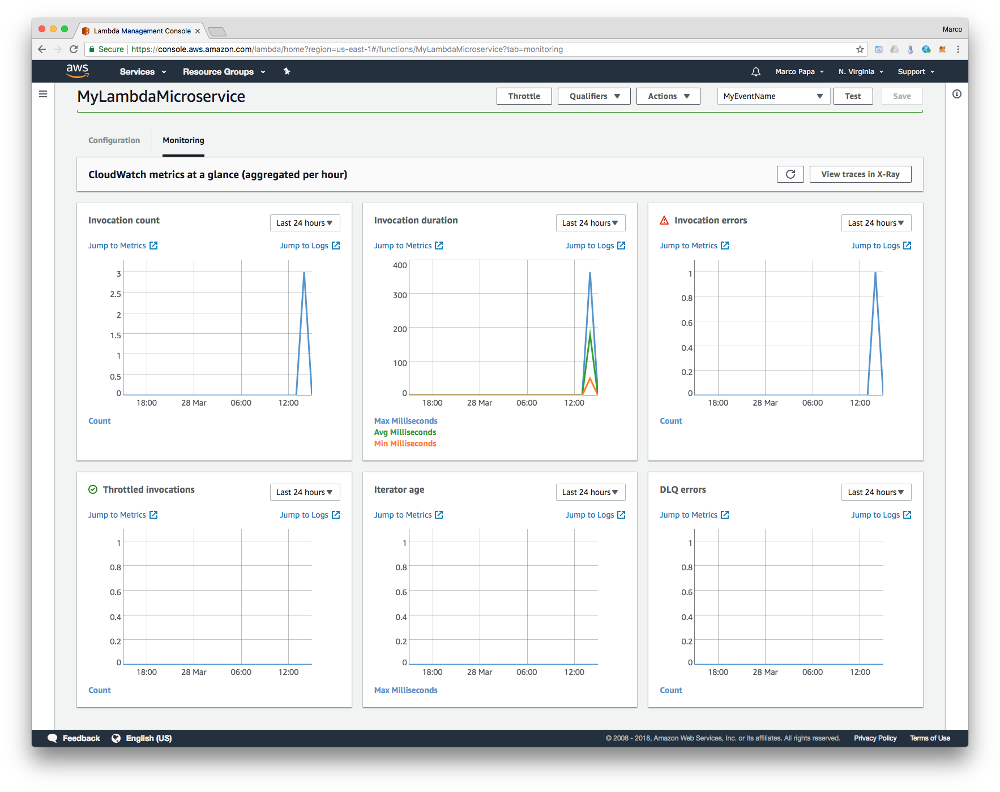 Lambda Management Console
Marco
Secure https://console.aws.amazon.com/lambda/home?region=us-east-1#/functions/MyLambdaMicroservice?tab=monitoring
aws Services Resource Groups Marco Papa N. Virginia Support
MyLambdaMicroservice Throttle Qualifiers Actions MyEventName Test Save
Configuration Monitoring
CloudWatch metrics at a glance (aggregated per hour) View traces in X-Ray
Invocation count Last 24 hours
Jump to Metrics Jump to Logs
3
2.5
2
1.5
1
0.5
0
18:00 28 Mar 06:00 12:00
Count
Invocation duration Last 24 hours
Jump to Metrics Jump to Logs
400
300
200
100
0
18:00 28 Mar 06:00 12:00
Max Milliseconds
Avg Milliseconds
Min Milliseconds
Invocation errors Last 24 hours
Jump to Metrics Jump to Logs
1
0.8
0.6
0.4
0.2
0
18:00 28 Mar 06:00 12:00
Count
Throttled invocations Last 24 hours
Jump to Metrics Jump to Logs
1
0.8
0.6
0.4
0.2
0
18:00 28 Mar 06:00 12:00
Count
Iterator age Last 24 hours
Jump to Metrics Jump to Logs
1
0.8
0.6
0.4
0.2
0
18:00 28 Mar 06:00 12:00
Max Milliseconds
DLQ errors Last 24 hours
Jump to Metrics Jump to Logs
1
0.8
0.6
0.4
0.2
0
18:00 28 Mar 06:00 12:00
Count
Feedback English (US) © 2008 - 2018, Amazon Web Services, Inc. or its affiliates. All rights reserved. Privacy Policy Terms of Use